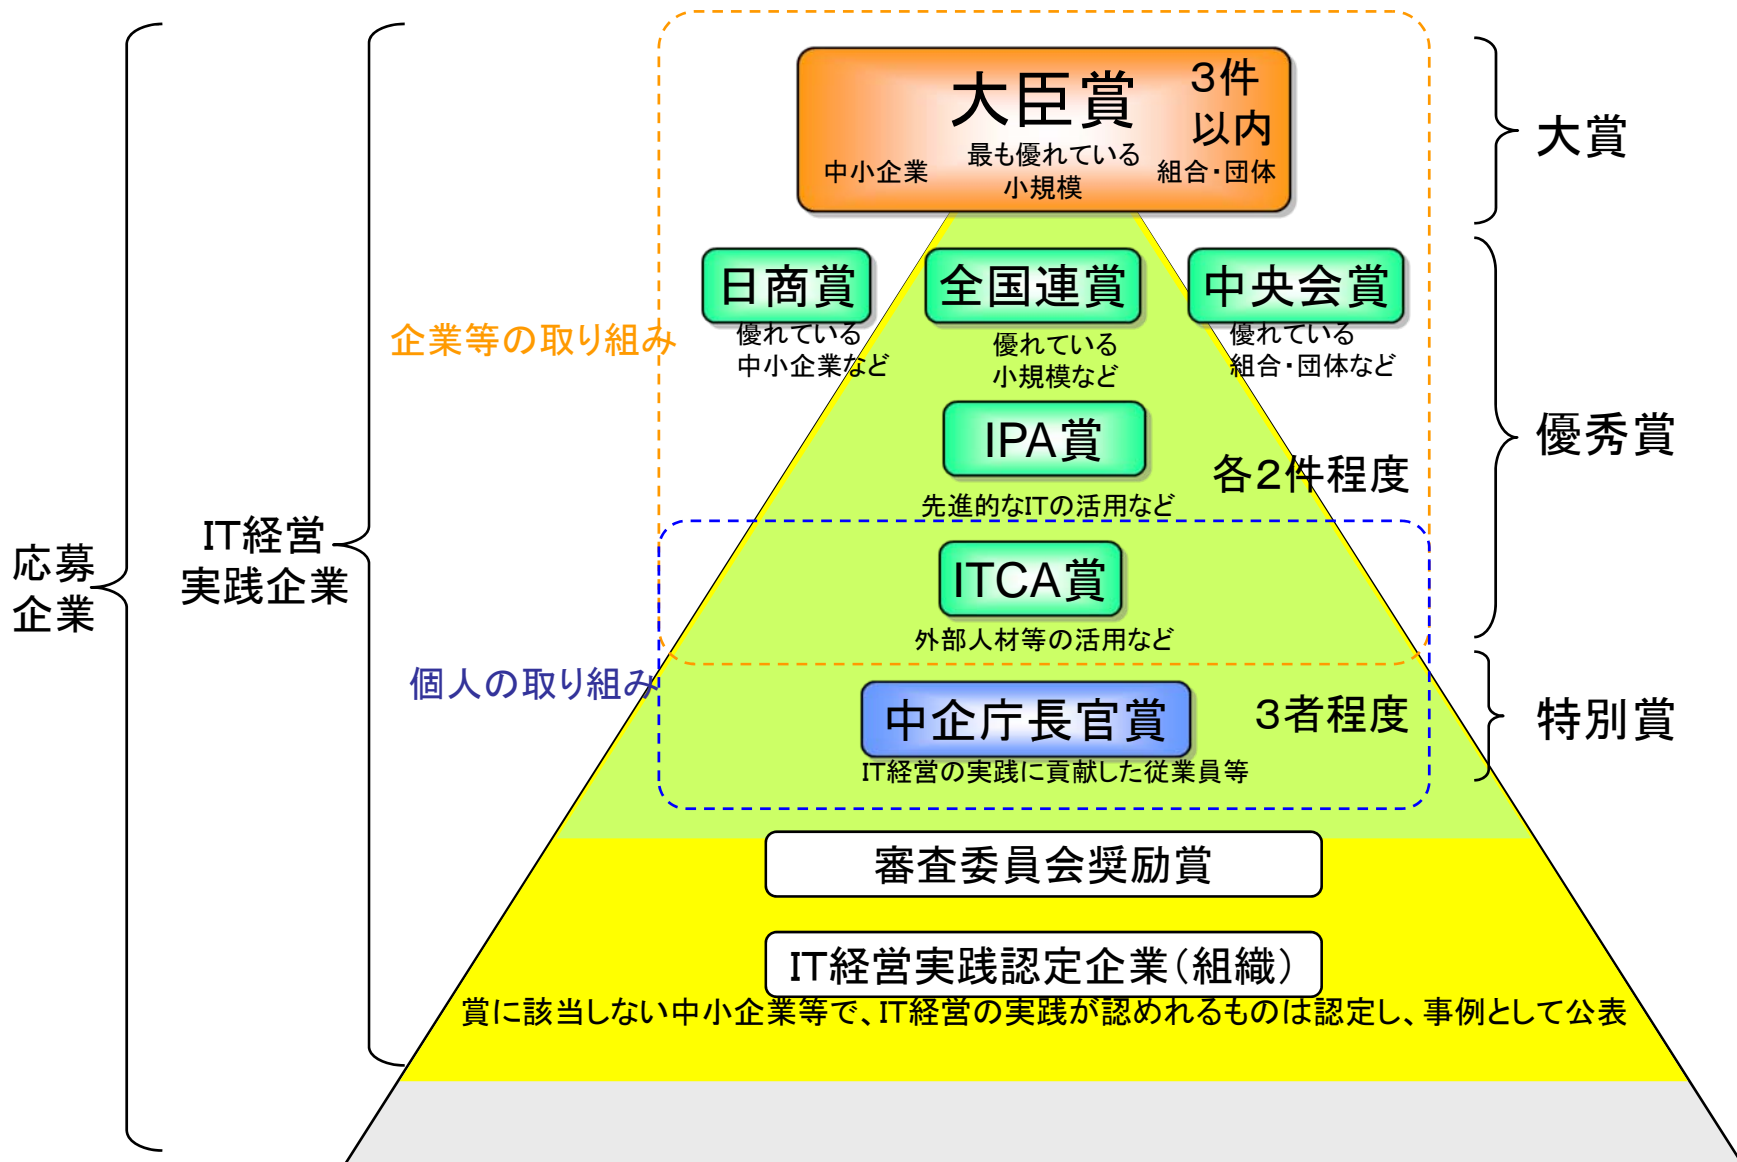 大臣賞
３件
以内
最も優れている
中小企業
小規模
組合・団体
大賞
日商賞
優れている
中小企業など
全国連賞
優れている
小規模など
中央会賞
優れている
組合・団体など
企業等の取り組み
IPA賞
先進的なITの活用など
各２件程度
優秀賞
ITCA賞
外部人材等の活用など
応募
企業
IT経営
実践企業
個人の取り組み
中企庁長官賞
３者程度
IT経営の実践に貢献した従業員等
特別賞
審査委員会奨励賞
IT経営実践認定企業（組織）
賞に該当しない中小企業等で、IT経営の実践が認めれるものは認定し、事例として公表